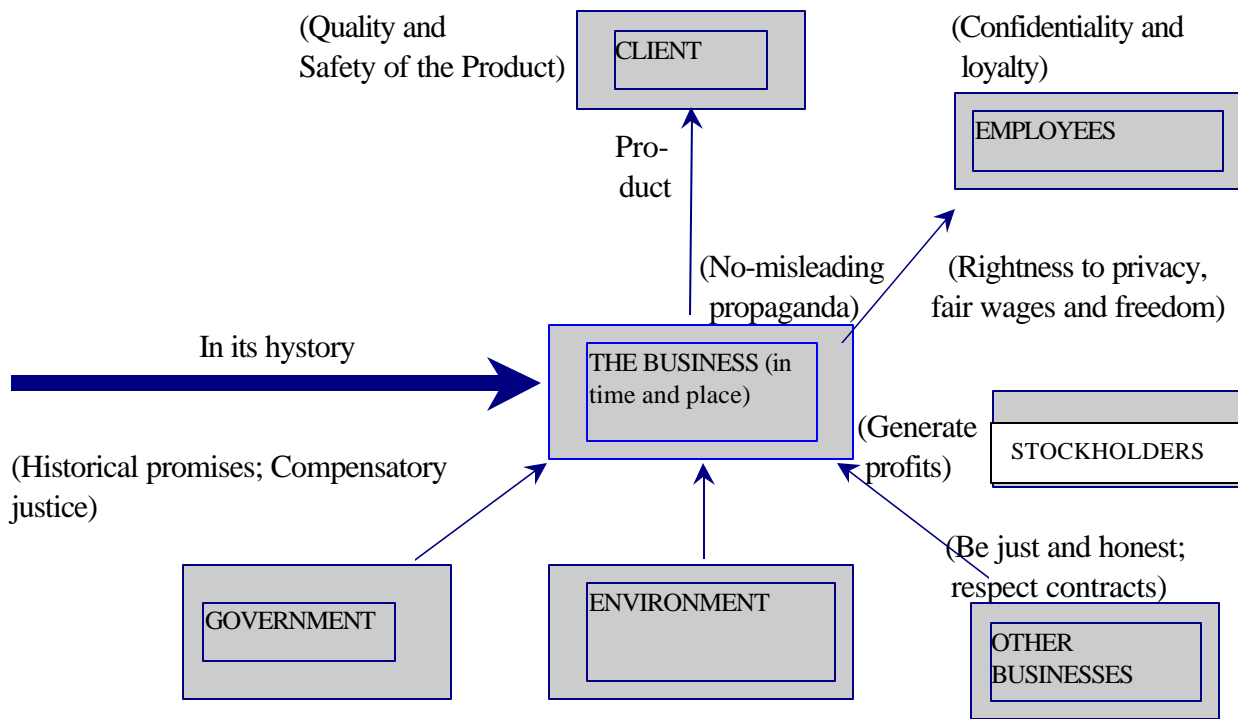 (Quality and
Safety of the Product)
CLIENT
(Confidentiality and
loyalty)
EMPLOYEES
Pro-
duct
(No-misleading
propaganda)
(Rightness to privacy,
fair wages and freedom)
In its hystory
THE BUSINESS (in
time and place)
(Generate
profits)
STOCKHOLDERS
(Historical promises; Compensatory
justice)
(Be just and honest;
respect contracts)
GOVERNMENT
ENVIRONMENT
OTHER
BUSINESSES